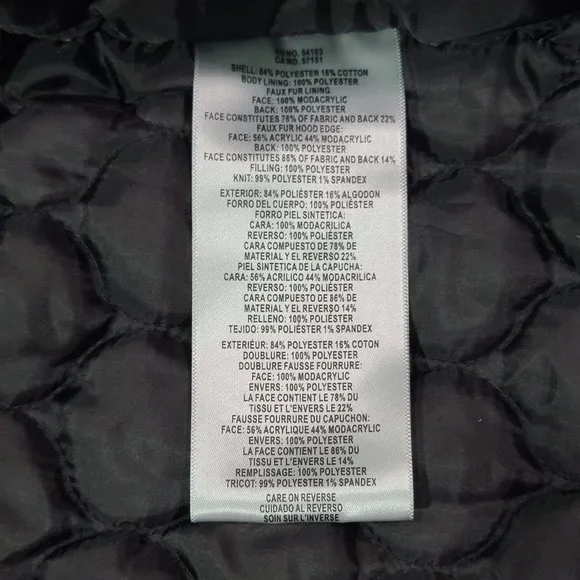 RN NO. 54163
CA NO. 57151
SHELL: 84% POLYESTER 16% COTTON
BODY LINING: 100% POLYESTER
FAUX FUR LINING
FACE: 100% MODACRYLIC
BACK: 100% POLYESTER
FACE CONSTITUTES 78% OF FABRIC AND BACK 22%
FAUX FUR HOOD EDGE:
FACE: 56% ACRYLIC 44% MODACRYLIC
BACK: 100% POLYESTER
FACE CONSTITUTES 86% OF FABRIC AND BACK 14%
FILLING: 100% POLYESTER
KNIT: 99% POLYESTER 1% SPANDEX
EXTERIOR: 84% POLIÉSTER 16% ALGODON
FORRO DEL CUERPO: 100% POLIÉSTER
FORRO PIEL SINTETICA:
CARA: 100% MODACRILICA
REVERSO: 100% POLIÉSTER
CARA COMPUESTO DE 78% DE
MATERIAL Y EL REVERSO 22%
PIEL SINTETICA DE LA CAPUCHA:
CARA: 56% ACRILICO 44% MODACRILICA
REVERSO: 100% POLIÉSTER
CARA COMPUESTO DE 86% DE
MATERIAL Y EL REVERSO 14%
RELLENO: 100% POLIÉSTER
TEJIDO: 99% POLIÉSTER 1% SPANDEX
EXTERIEUR: 84% POLYESTER 16% COTON
DOUBLURE: 100% POLYESTER
DOUBLURE FAUSSE FOURRURE:
FACE: 100% MODACRYLIC
ENVERS: 100% POLYESTER
LA FACE CONTIENT LE 78% DU
TISSU ET L'ENVERS LE 22%
FAUSSE FOURRURE DU CAPUCHON:
FACE: 56% ACRYLIQUE 44% MODACRYLIC
ENVERS: 100% POLYESTER
LA FACE CONTIENT LE 86% DU
TISSU ET L'ENVERS LE 14%
REMPLISSAGE: 100% POLYESTER
TRICOT: 99% POLYESTER 1% SPANDEX
CARE ON REVERSE
CUIDADO AL REVERSO
SOIN SUR L'INVERSE